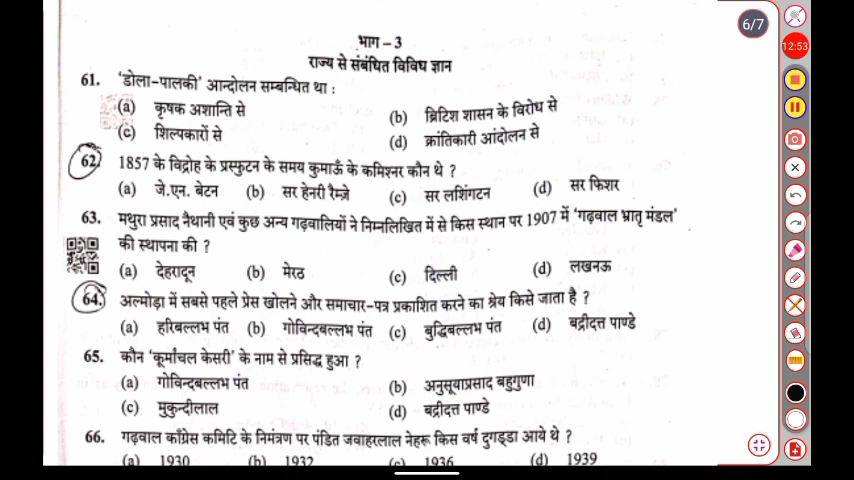 6/7
12:53
भाग – 3
राज्य से संबंधित विविध ज्ञान
61. 'डोला-पालकी' आन्दोलन सम्बन्धित था :
(a) कृषक अशान्ति से (b) ब्रिटिश शासन के विरोध से
(c) शिल्पकारों से (d) क्रांतिकारी आंदोलन से
62. 1857 के विद्रोह के प्रस्फुटन के समय कुमाऊँ के कमिश्नर कौन थे ?
(a) जे.एन. बेटन (b) सर हेनरी रैम्ज़े (c) सर लशिंगटन (d) सर फिशर
63. मथुरा प्रसाद नैथानी एवं कुछ अन्य गढ़वालियों ने निम्नलिखित में से किस स्थान पर 1907 में 'गढ़वाल भ्रातृ मंडल'
की स्थापना की ?
(a) देहरादून (b) मेरठ (c) दिल्ली (d) लखनऊ
64. अल्मोड़ा में सबसे पहले प्रेस खोलने और समाचार-पत्र प्रकाशित करने का श्रेय किसे जाता है ?
(a) हरिबल्लभ पंत (b) गोविन्दबल्लभ पंत (c) बुद्धिबल्लभ पंत (d) बद्रीदत्त पाण्डे
65. कौन 'कूर्मांचल केसरी' के नाम से प्रसिद्ध हुआ ?
(a) गोविन्दबल्लभ पंत (b) अनुसूयाप्रसाद बहुगुणा
(c) मुकुन्दीलाल (d) बद्रीदत्त पाण्डे
66. गढ़वाल काँग्रेस कमिटि के निमंत्रण पर पंडित जवाहरलाल नेहरू किस वर्ष दुगड्डा आये थे ?
(a) 1930 (b) 1932 (c) 1936 (d) 1939